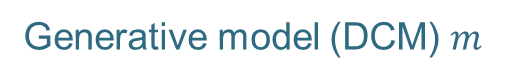 Generative model (DCM) 𝑚